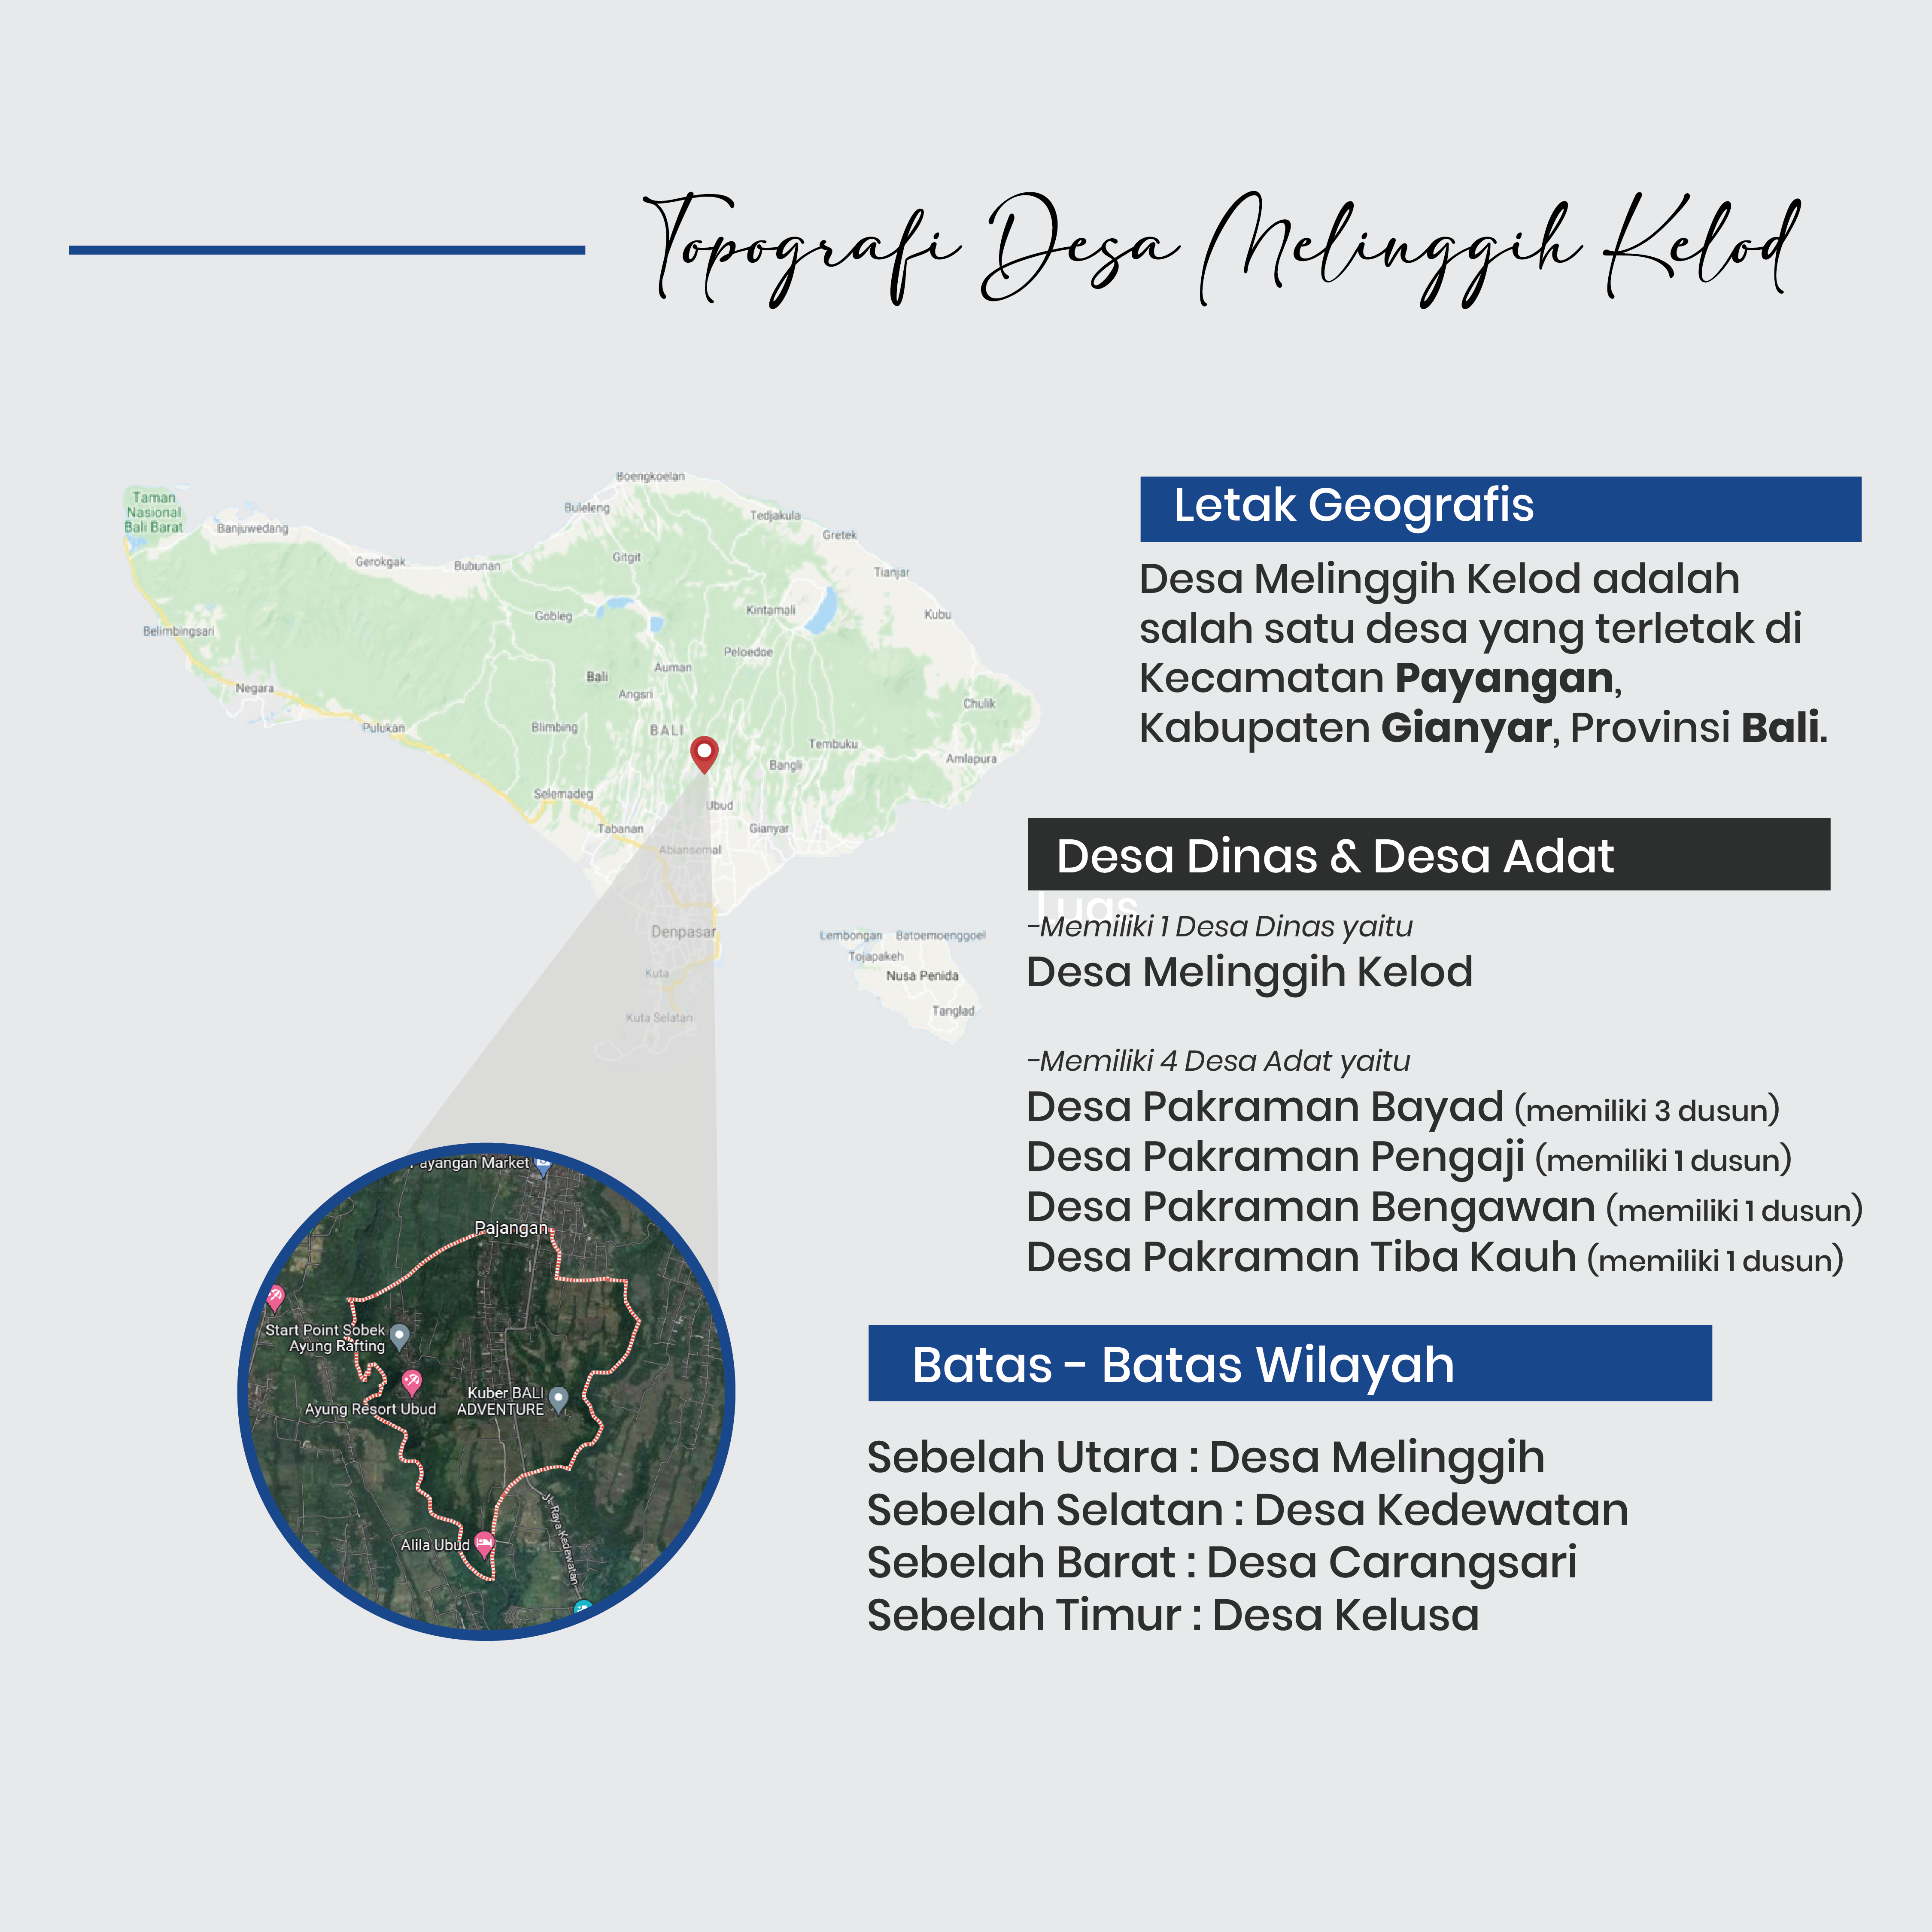 Topografi Desa Melinggih Kelod
Boengkoelan
Taman
Nasional
Bali Barat
Banjuwedang
Buleleng
Tedjakula
Gretek
Gerokgak
Bubunan
Gitgit
Tianjar
Belimbingsari
Gobleg
Kintamali
Kubu
Peloedoe
Auman
Bali
Angsri
Negara
Pulukan
Blimbing
BALI
Chulik
Tembuku
Bangli
Amlapura
Selemadeg
Ubud
Tabanan
Gianyar
Abiansemal
Denpasar
Lembongan
Batoemoenggoel
Tojapakeh
Kuta
Nusa Penida
Kuta Selatan
Tanglad
Letak Geografis
Desa Melinggih Kelod adalah
salah satu desa yang terletak di
Kecamatan Payangan,
Kabupaten Gianyar, Provinsi Bali.
Desa Dinas & Desa Adat
Luas
-Memiliki 1 Desa Dinas yaitu
Desa Melinggih Kelod
-Memiliki 4 Desa Adat yaitu
Desa Pakraman Bayad (memiliki 3 dusun)
Desa Pakraman Pengaji (memiliki 1 dusun)
Desa Pakraman Bengawan (memiliki 1 dusun)
Desa Pakraman Tiba Kauh (memiliki 1 dusun)
ayangan Market
Pajangan
Start Point Sobek
Ayung Rafting
Ayung Resort Ubud
Kuber BALI
ADVENTURE
Alila Ubud
Jl. Raya Kedewatan
Batas - Batas Wilayah
Sebelah Utara : Desa Melinggih
Sebelah Selatan : Desa Kedewatan
Sebelah Barat : Desa Carangsari
Sebelah Timur : Desa Kelusa